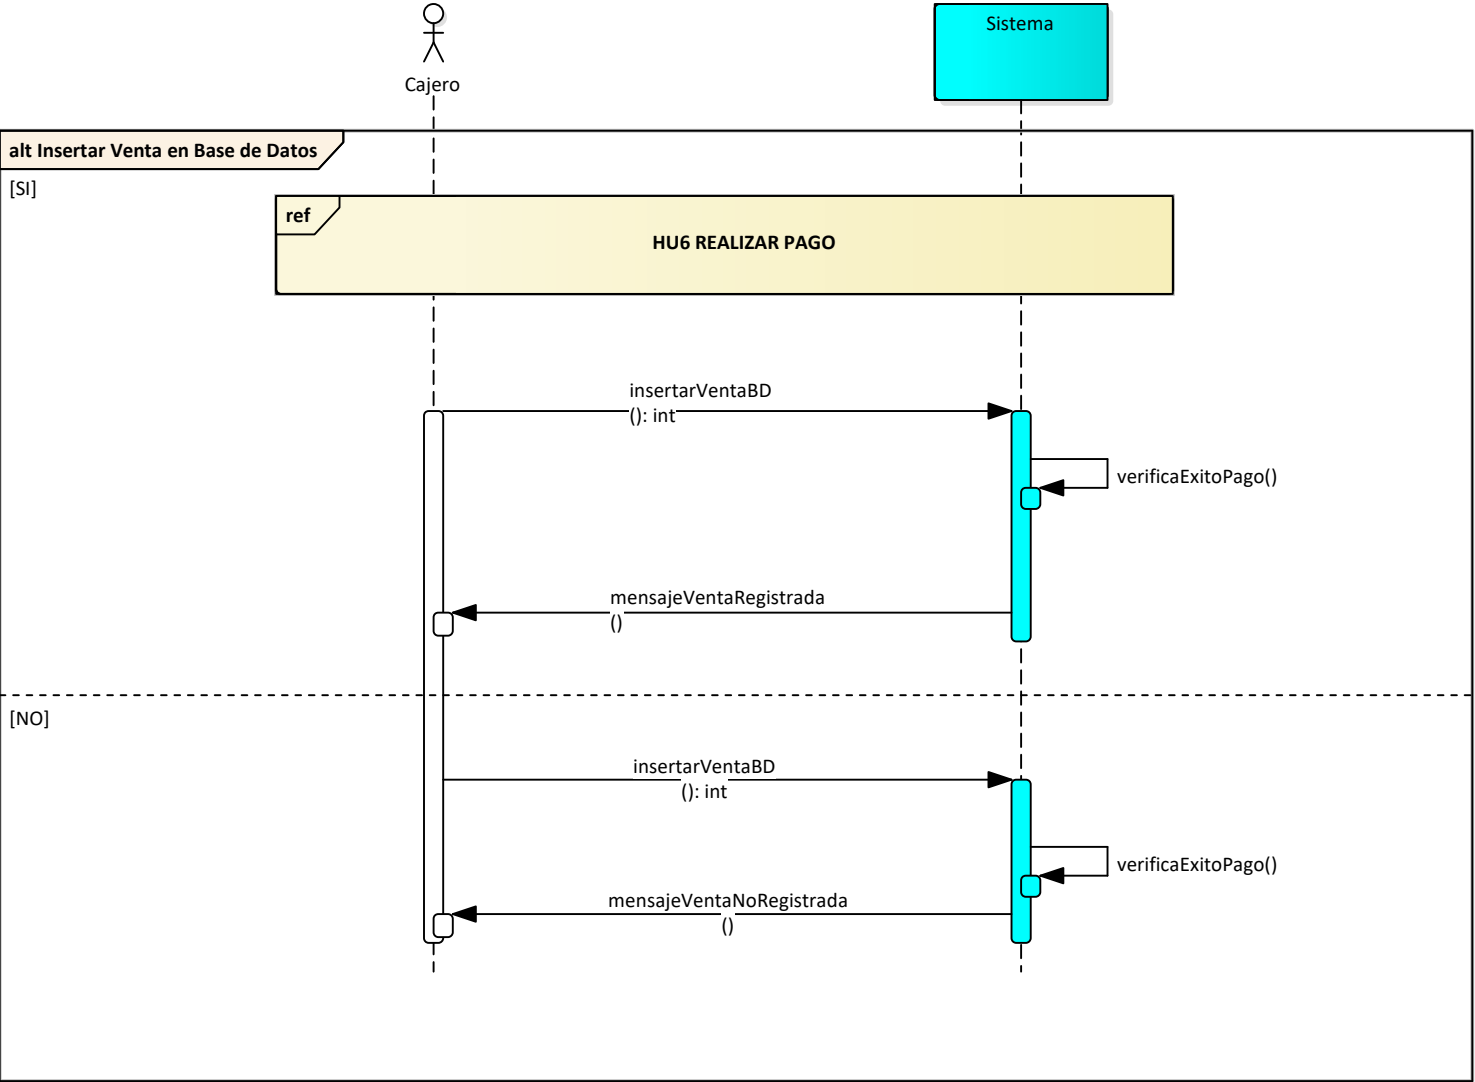 Cajero
Sistema
alt Insertar Venta en Base de Datos
[SI]
ref
HU6 REALIZAR PAGO
insertarVentaBD
(): int
verificaExitoPago()
mensajeVentaRegistrada
()
[NO]
insertarVentaBD
(): int
verificaExitoPago()
mensajeVentaNoRegistrada
()